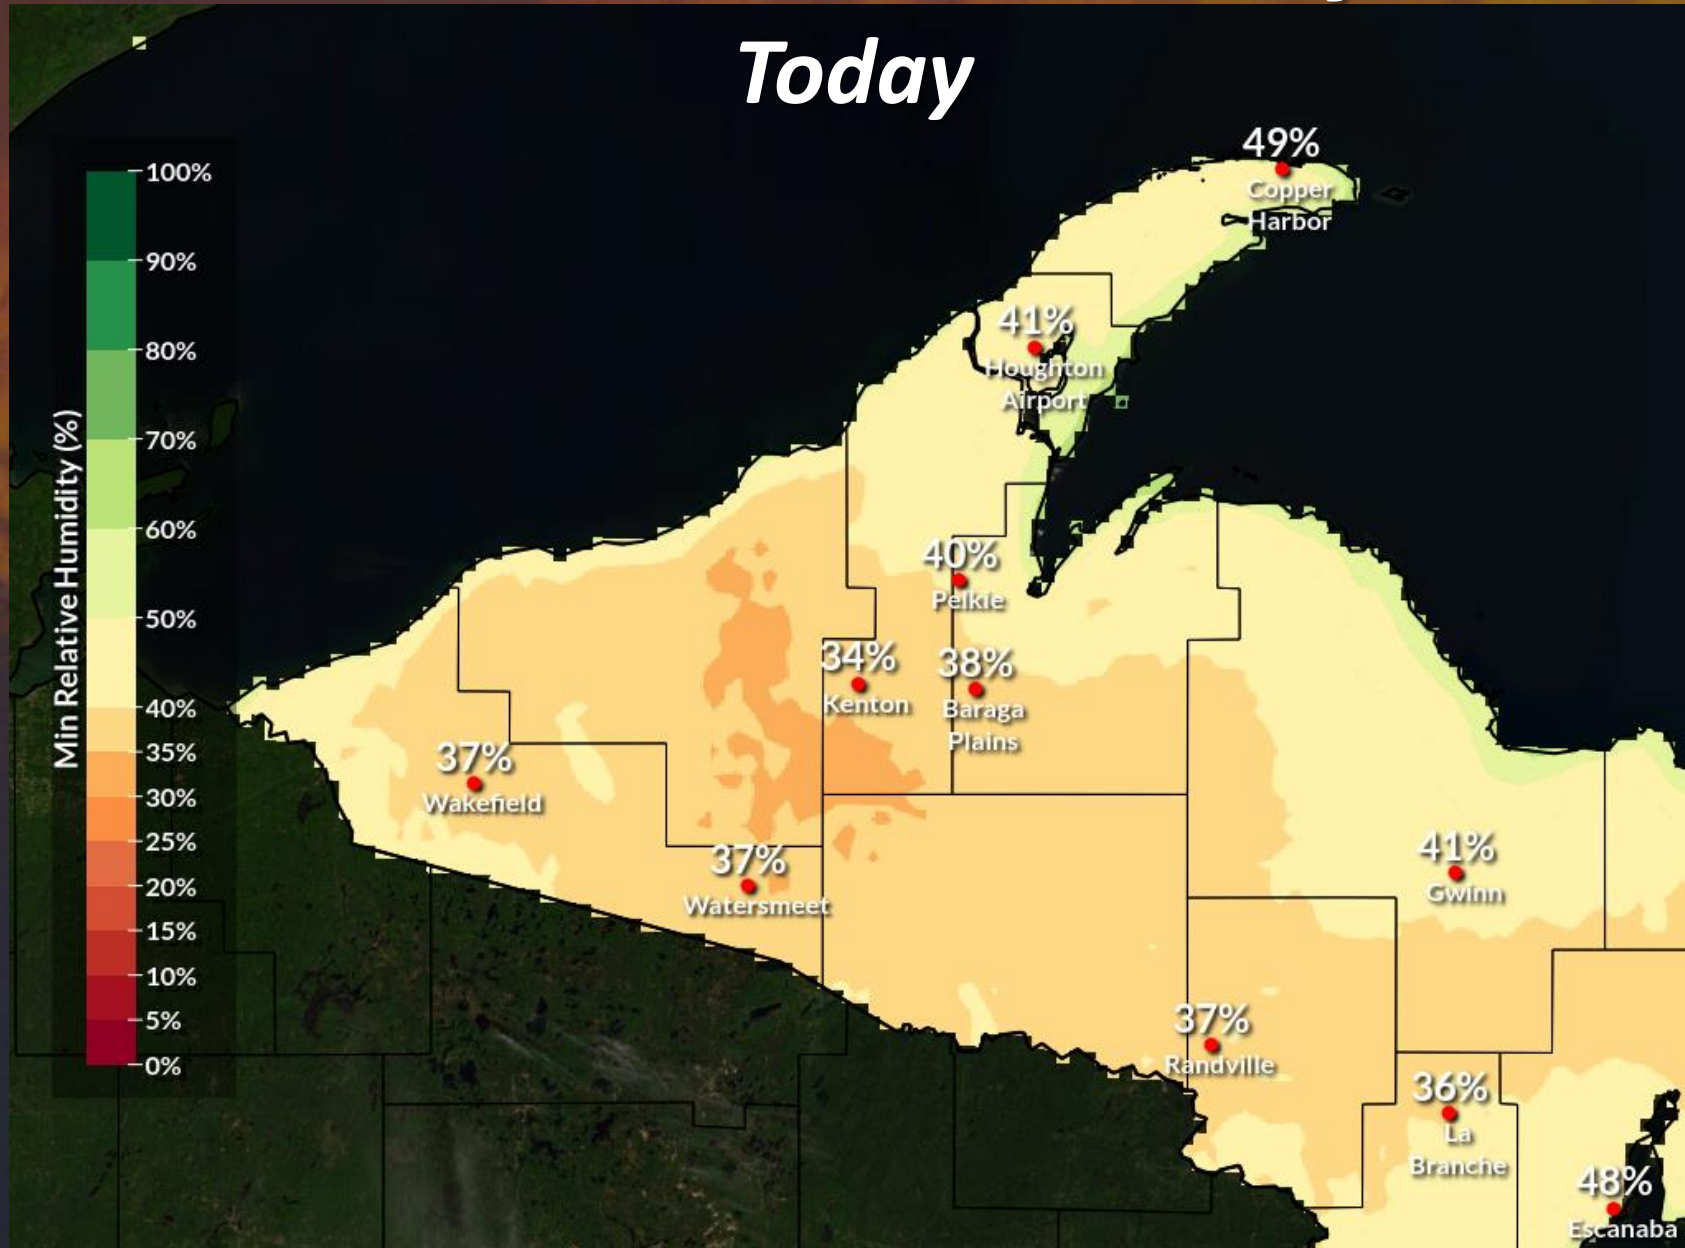 Today
Min Relative Humidity (%)
100%
90%
80%
70%
60%
50%
40%
35%
30%
25%
20%
15%
10%
5%
0%
49%
Copper
Harbor
41%
Houghton
Airport
40%
Pelkie
34%
Kenton
38%
Baraga
Plains
37%
Wakefield
37%
Watersmeet
41%
Gwinn
37%
Randville
36%
La
Branche
48%
Escanaba